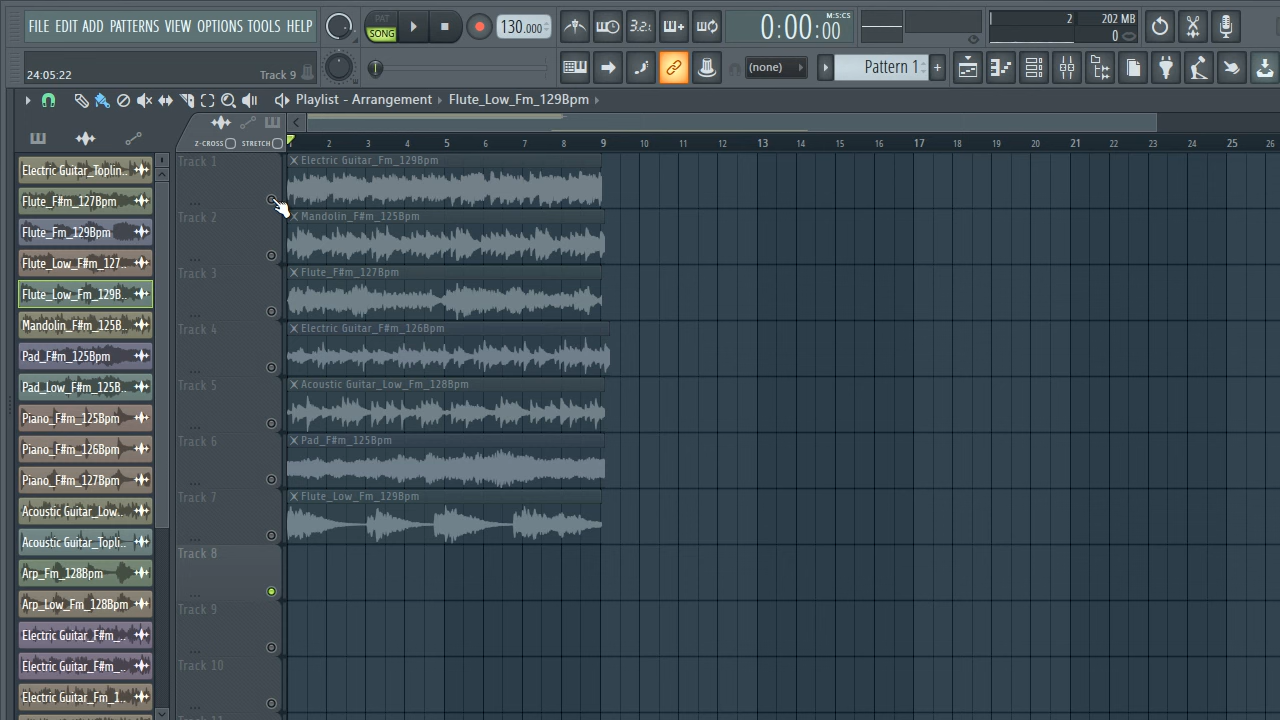 FILE EDIT ADD PATTERNS VIEW OPTIONS TOOLS HELP
PAT
SONG
130.000
3.2.
0:00:00
M:S:CS
2
202 MB
0
24:05:22
Track 9
(none)
Pattern 1
+
Playlist - Arrangement
Flute_Low_Fm_129Bpm
Z-CROSS
STRETCH
2 3 4 5 6 7 8 9 10 11 12 13 14 15 16 17 18 19 20 21 22 23 24 25 26
Electric Guitar_Toplin..
Flute_F#m_127Bpm
Flute_Fm_129Bpm
Flute_Low_F#m_127..
Flute_Low_Fm_129B..
Mandolin_F#m_125B..
Pad_F#m_125Bpm
Pad_Low_F#m_125B..
Piano_F#m_125Bpm
Piano_F#m_126Bpm
Piano_F#m_127Bpm
Acoustic Guitar_Low..
Acoustic Guitar_Topli..
Arp_Fm_128Bpm
Arp_Low_Fm_128Bpm
Electric Guitar_F#m_..
Electric Guitar_F#m_..
Electric Guitar_Fm_1..
Track 1
Electric Guitar_Fm_129Bpm
Track 2
Mandolin_F#m_125Bpm
Track 3
Flute_F#m_127Bpm
Track 4
Electric Guitar_F#m_126Bpm
Track 5
Acoustic Guitar_Low_F#m_128Bpm
Track 6
Pad_F#m_125Bpm
Track 7
Flute_Low_Fm_129Bpm
Track 8
Track 9
Track 10